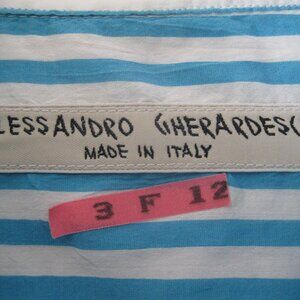 LESSANDRO GHERARDESC
MADE IN ITALY
3 F 12